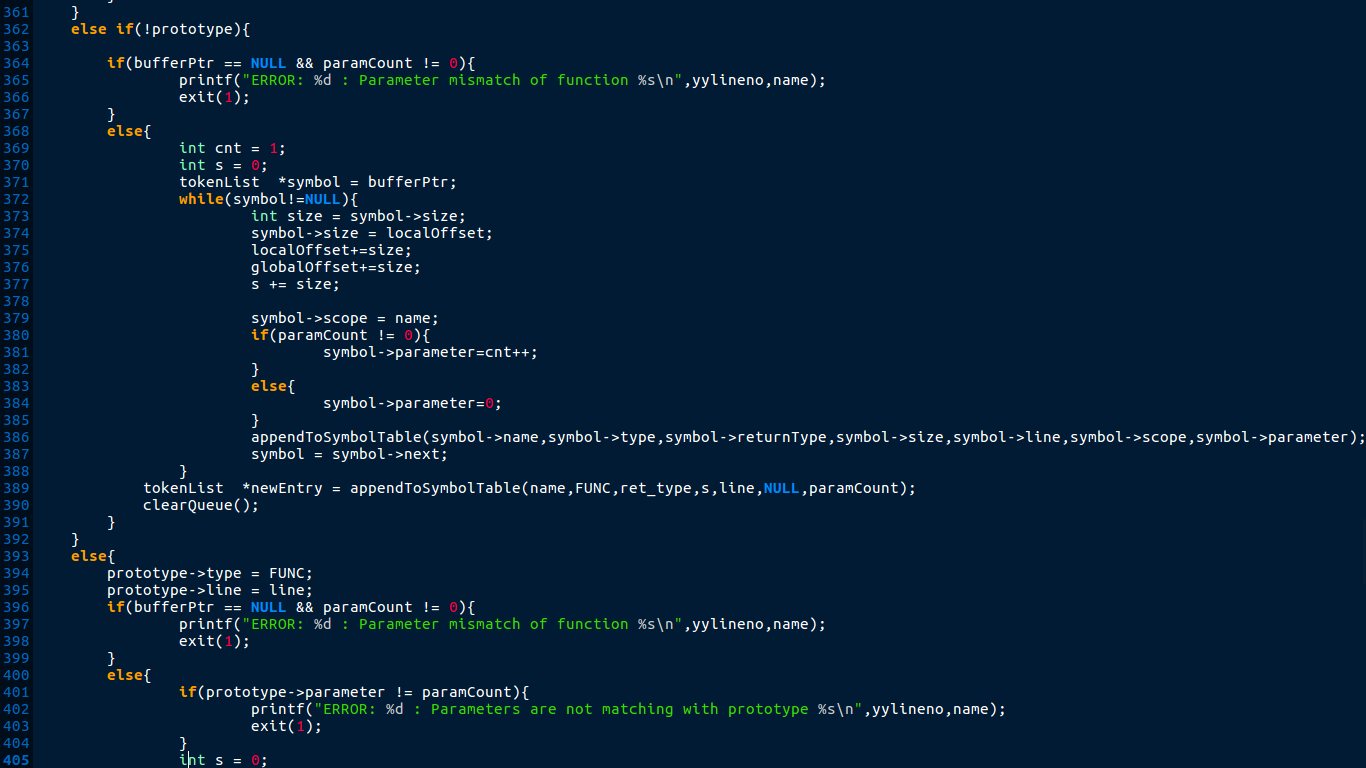 361     }
362     else if(!prototype){
363
364         if(bufferPtr == NULL && paramCount != 0){
365                 printf("ERROR: %d : Parameter mismatch of function %s\n",yylineno,name);
366                 exit(1);
367         }
368         else{
369                 int cnt = 1;
370                 int s = 0;
371                 tokenList  *symbol = bufferPtr;
372                 while(symbol!=NULL){
373                         int size = symbol->size;
374                         symbol->size = localOffset;
375                         localOffset+=size;
376                         globalOffset+=size;
377                         s += size;
378
379                         symbol->scope = name;
380                         if(paramCount != 0){
381                                 symbol->parameter=cnt++;
382                         }
383                         else{
384                                 symbol->parameter=0;
385                         }
386                         appendToSymbolTable(symbol->name,symbol->type,symbol->returnType,symbol->size,symbol->line,symbol->scope,symbol->parameter);
387                         symbol = symbol->next;
388                 }
389             tokenList  *newEntry = appendToSymbolTable(name,FUNC,ret_type,s,line,NULL,paramCount);
390             clearQueue();
391         }
392     }
393     else{
394         prototype->type = FUNC;
395         prototype->line = line;
396         if(bufferPtr == NULL && paramCount != 0){
397                 printf("ERROR: %d : Parameter mismatch of function %s\n",yylineno,name);
398                 exit(1);
399         }
400         else{
401                 if(prototype->parameter != paramCount){
402                         printf("ERROR: %d : Parameters are not matching with prototype %s\n",yylineno,name);
403                         exit(1);
404                 }
405                 int s = 0;